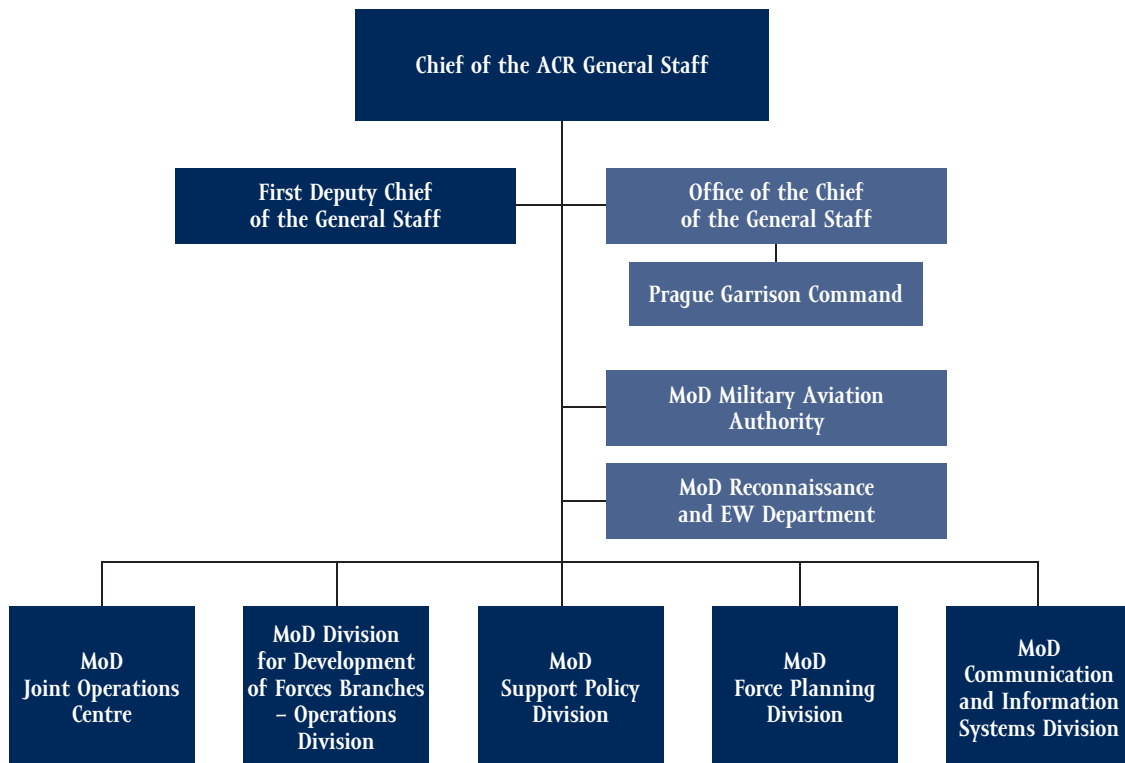 Chief of the ACR General Staff
First Deputy Chief
of the General Staff
Office of the Chief
of the General Staff
Prague Garrison Command
MoD Military Aviation
Authority
MoD Reconnaissance
and EW Department
MoD
Joint Operations
Centre
MoD Division
for Development
of Forces Branches
– Operations
Division
MoD
Support Policy
Division
MoD
Force Planning
Division
MoD
Communication
and Information
Systems Division